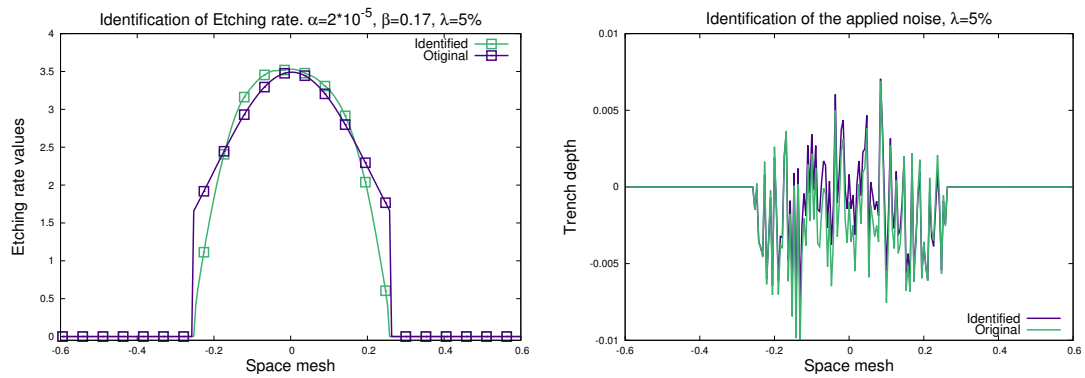 Identification of Etching rate. α=2*10⁻⁵, β=0.17, λ=5%
Etching rate values
4
3.5
3
2.5
2
1.5
1
0.5
0
-0.6
-0.4
-0.2
0
0.2
0.4
0.6
Space mesh
Identified
Otiginal
Identification of the applied noise, λ=5%
Trench depth
0.01
0.005
0
-0.005
-0.01
-0.6
-0.4
-0.2
0
0.2
0.4
0.6
Space mesh
Identified
Original